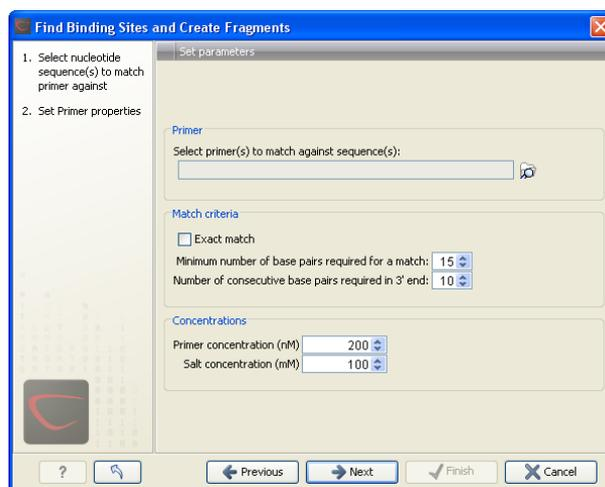 Find Binding Sites and Create Fragments
1. Select nucleotide
sequence(s) to match
primer against
2. Set Primer properties
Set parameters
Primer
Select primer(s) to match against sequence(s):
Match criteria
Exact match
Minimum number of base pairs required for a match: 15
Number of consecutive base pairs required in 3' end: 10
Concentrations
Primer concentration (nM) 200
Salt concentration (mM) 100
? Previous Next Finish Cancel